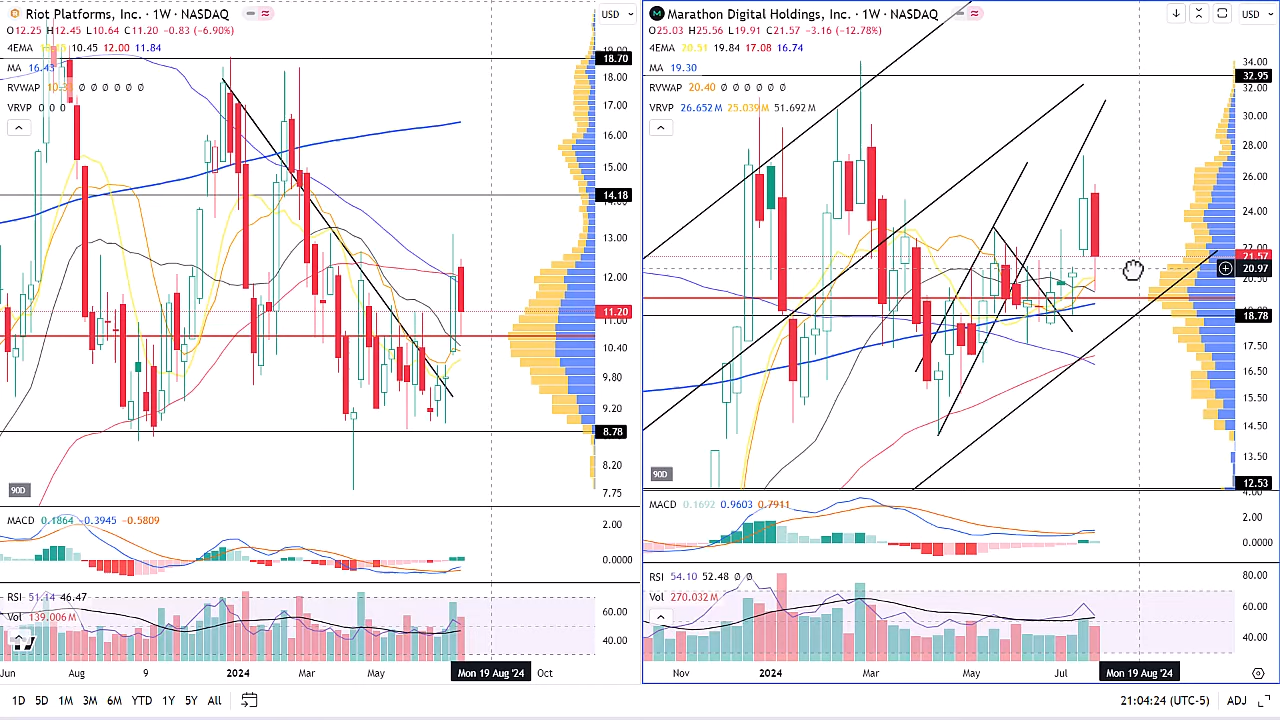 Riot Platforms, Inc. · 1W · NASDAQ
USD
O12.25 H12.45 L10.64 C11.20 −0.83 (−6.90%)
4EMA 10.45 12.00 11.84
MA 16.43
RVWAP ∅ ∅ ∅ ∅ ∅ ∅
VRVP 0 0 0
18.70
18.00
17.00
16.00
15.00
14.18
13.00
12.00
11.20
11.00
10.40
9.80
9.20
8.78
8.20
7.75
90D
MACD 0.1864 −0.3945 −0.5809
2.00
0.0000
RSI 51.14 46.47
Vol 139.006M
60.00
40.00
Jun Aug 9 2024 Mar May Mon 19 Aug '24 Oct
Marathon Digital Holdings, Inc. · 1W · NASDAQ
USD
O25.03 H25.56 L19.91 C21.57 −3.16 (−12.78%)
4EMA 20.51 19.84 17.08 16.74
MA 19.30
RVWAP 20.40 ∅ ∅ ∅ ∅ ∅ ∅
VRVP 26.652M 25.039M 51.692M
34.00
32.95
32.00
30.00
28.00
26.00
24.00
22.00
21.57
20.97
18.78
17.50
16.50
15.50
14.50
13.50
12.53
90D
MACD 0.1692 0.9603 0.7911
4.00
2.00
0.0000
RSI 54.10 52.48 ∅ ∅
Vol 270.032M
80.00
60.00
40.00
Nov 2024 Mar May Jul Mon 19 Aug '24
1D 5D 1M 3M 6M YTD 1Y 5Y All
21:04:24 (UTC-5) ADJ